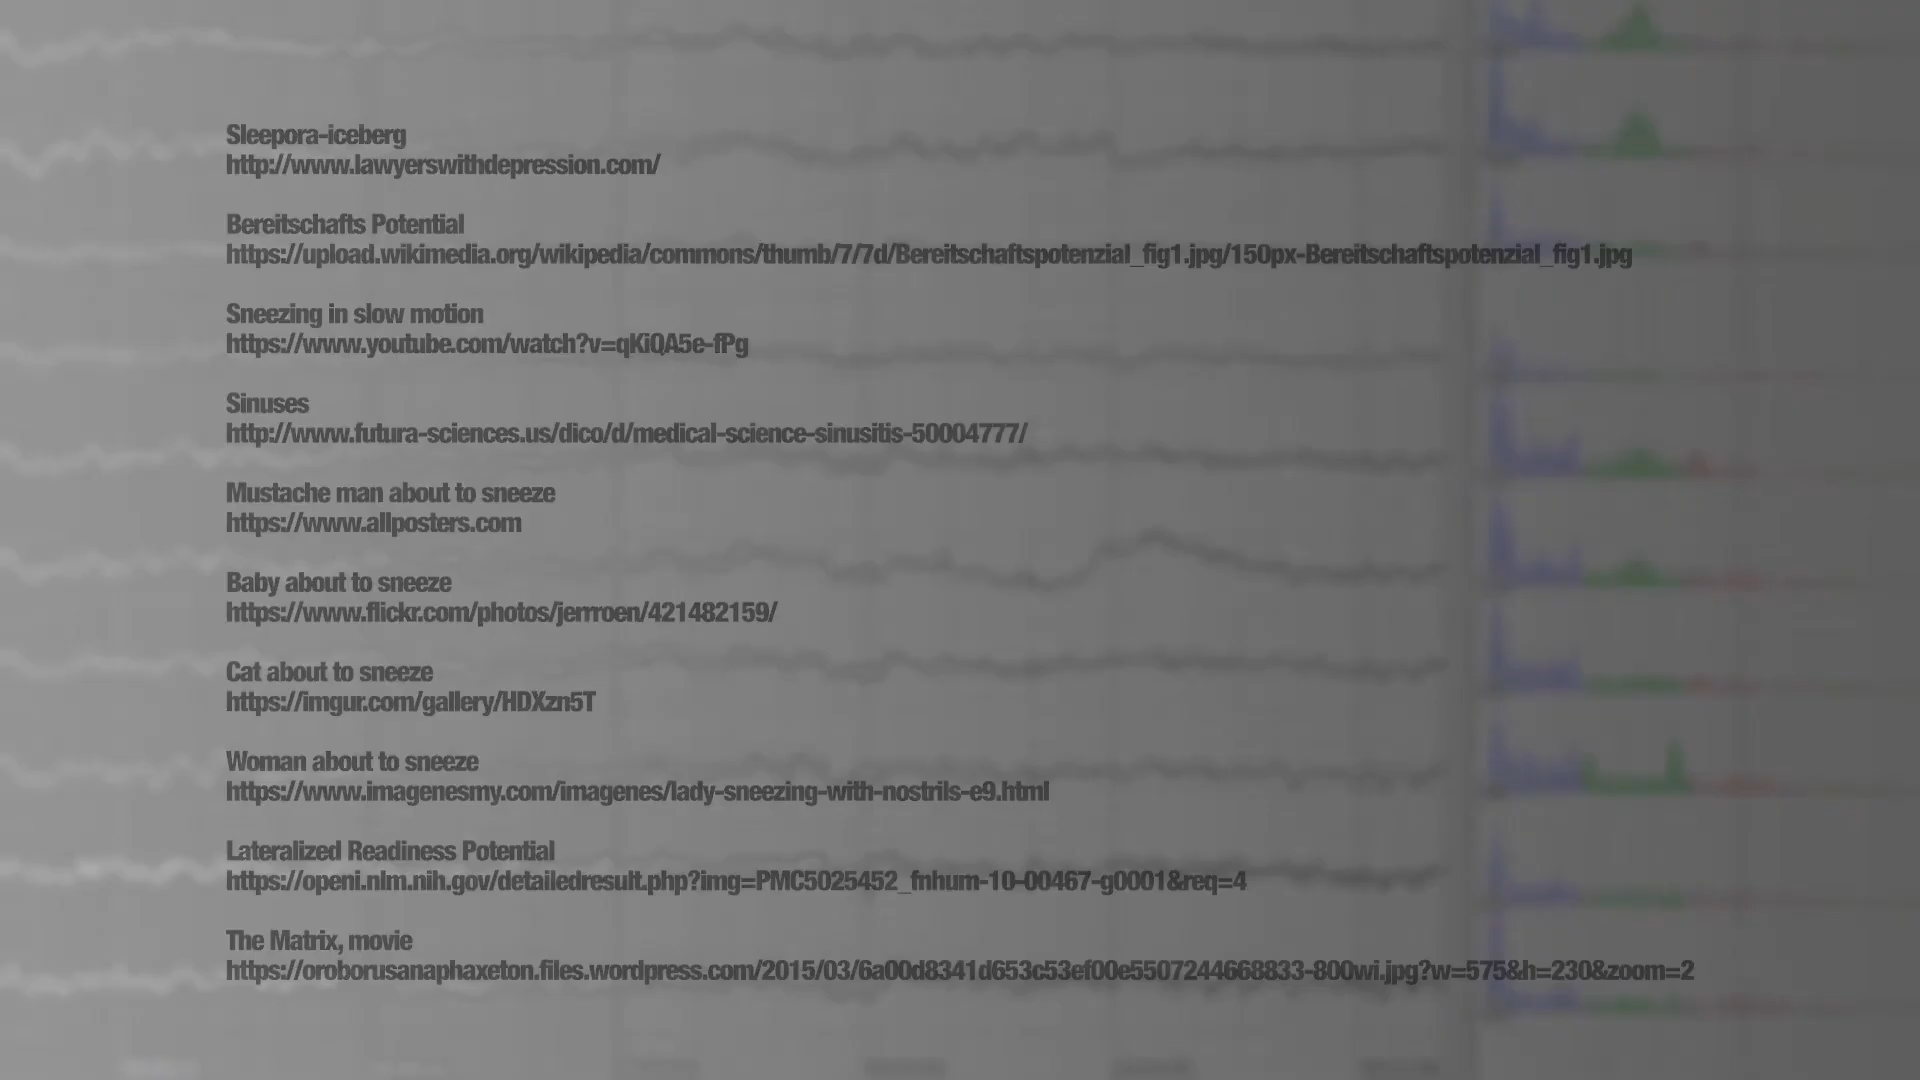 Sleepora-iceberg
http://www.lawyerswithdepression.com/
Bereitschafts Potential
https://upload.wikimedia.org/wikipedia/commons/thumb/7/7d/Bereitschaftspotenzial_fig1.jpg/150px-Bereitschaftspotenzial_fig1.jpg
Sneezing in slow motion
https://www.youtube.com/watch?v=qKiQA5e-fPg
Sinuses
http://www.futura-sciences.us/dico/d/medical-science-sinusitis-50004777/
Mustache man about to sneeze
https://www.allposters.com
Baby about to sneeze
https://www.flickr.com/photos/jerrroen/421482159/
Cat about to sneeze
https://imgur.com/gallery/HDXzn5T
Woman about to sneeze
https://www.imagenesmy.com/imagenes/lady-sneezing-with-nostrils-e9.html
Lateralized Readiness Potential
https://openi.nlm.nih.gov/detailedresult.php?img=PMC5025452_fnhum-10-00467-g0001&req=4
The Matrix, movie
https://oroborusanaphaxeton.files.wordpress.com/2015/03/6a00d8341d653c53ef00e5507244668833-800wi.jpg?w=575&h=230&zoom=2